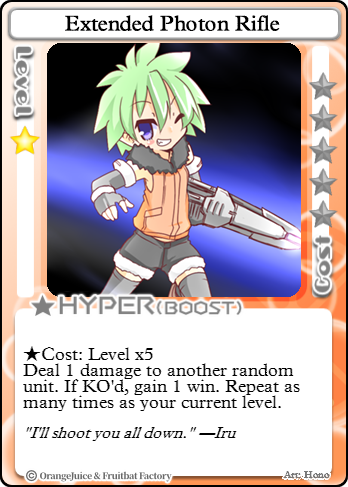 Extended Photon Rifle
Level
Cost
HYPER(BOOST)
★Cost: Level x5
Deal 1 damage to another random
unit. If KO'd, gain 1 win. Repeat as
many times as your current level.
"I'll shoot you all down." —Iru
© OrangeJuice & Fruitbat Factory
Art: Hono